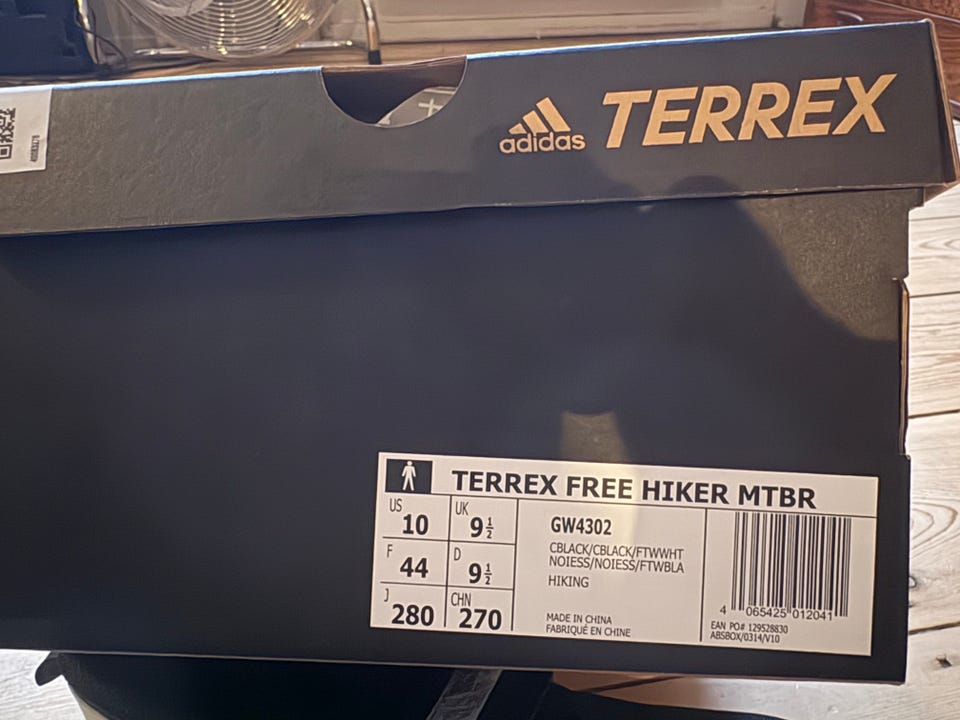 adidas TERREX
TERREX FREE HIKER MTBR
US 10 UK 9½
F 44 D 9½
J 280 CHN 270
GW4302
CBLACK/CBLACK/FTWWHT
NOIESS/NOIESS/FTWBLA
HIKING
MADE IN CHINA
FABRIQUÉ EN CHINE
4 065425 012041
EAN PO# 129528830
ABSBOX/0314/V10